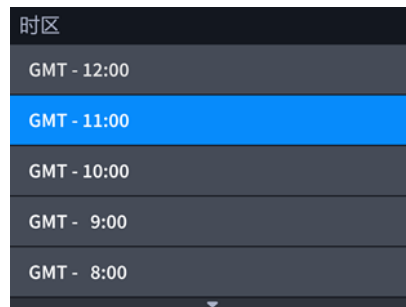 时区
GMT - 12:00
GMT - 11:00
GMT - 10:00
GMT -   9:00
GMT -   8:00